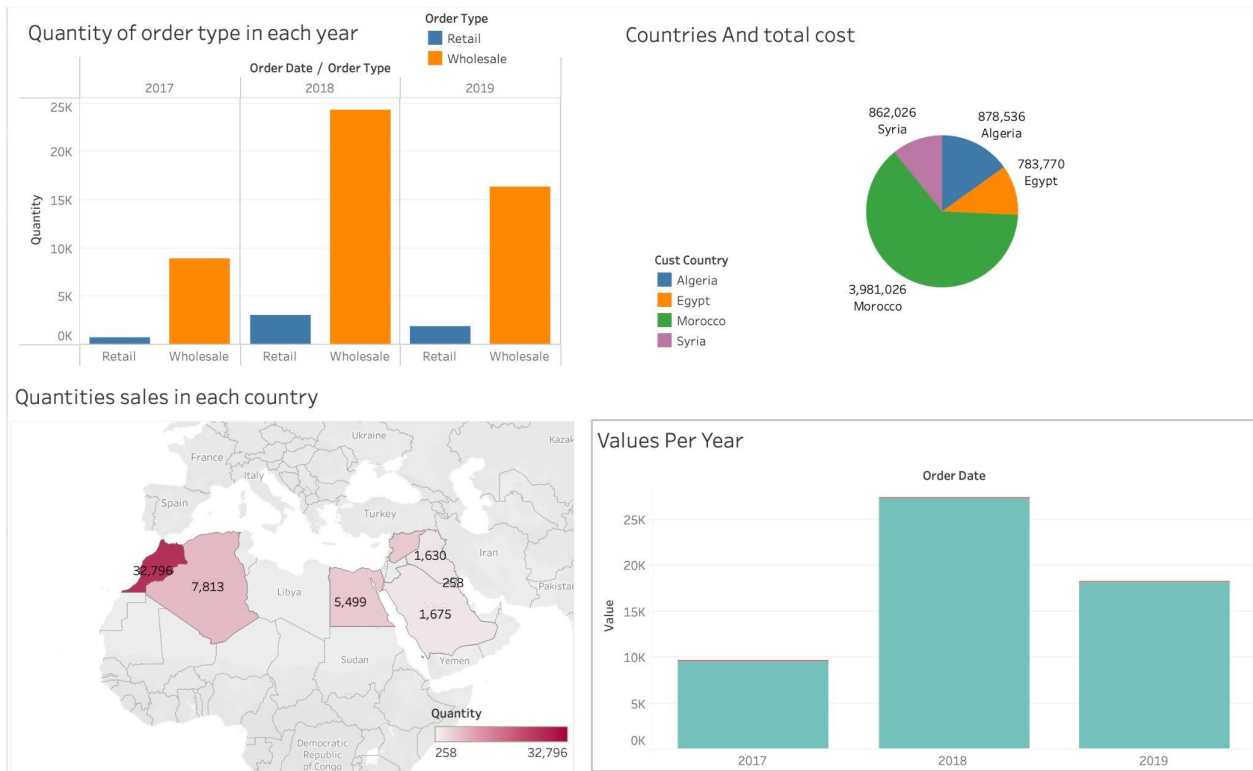 Quantity of order type in each year
Order Type
Retail
Wholesale
Order Date / Order Type
2017
2018
2019
25K
20K
15K
10K
5K
0K
Quantity
Retail
Wholesale
Retail
Wholesale
Retail
Wholesale
Countries And total cost
862,026
Syria
878,536
Algeria
783,770
Egypt
3,981,026
Morocco
Cust Country
Algeria
Egypt
Morocco
Syria
Quantities sales in each country
Ukraine
Kazak
France
Italy
Spain
Turkey
Iran
Pakistan
32,796
7,813
Libya
5,499
1,630
258
1,675
Sudan
Yemen
Democratic
Republic
of Congo
Quantity
258
32,796
Values Per Year
Order Date
25K
20K
15K
10K
5K
0K
Value
2017
2018
2019